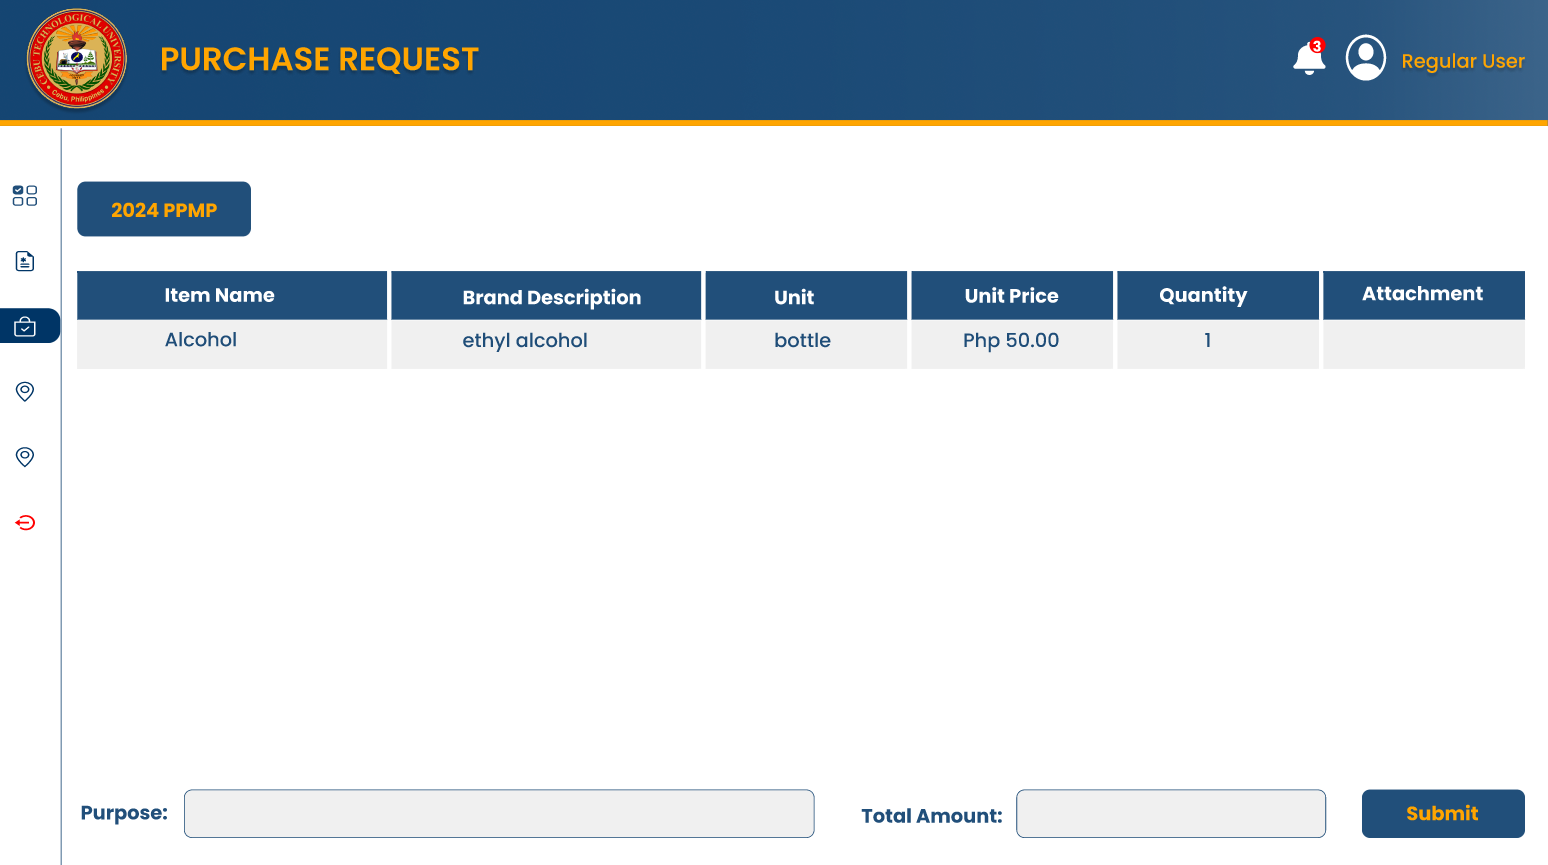 CEBU TECHNOLOGICAL UNIVERSITY
Cebu, Philippines
PURCHASE REQUEST
3
Regular User
2024 PPMP
Item Name Brand Description Unit Unit Price Quantity Attachment
Alcohol ethyl alcohol bottle Php 50.00 1
Purpose: Total Amount: Submit